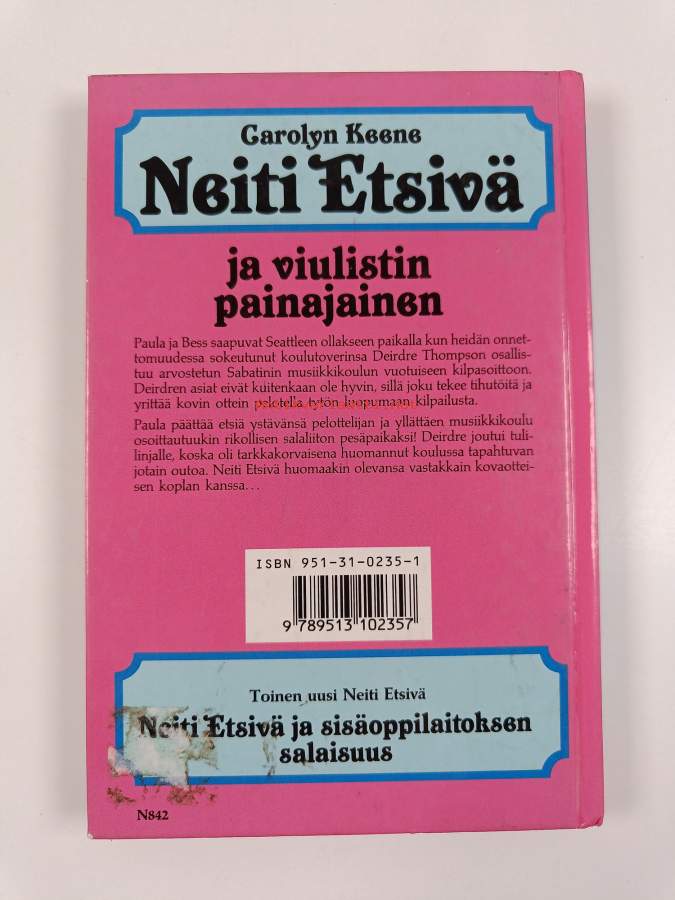 Carolyn Keene
Neiti Etsivä
ja viulistin
painajainen
Paula ja Bess saapuvat Seattleen ollakseen paikalla kun heidän onnet-
tomuudessa sokeutunut koulutoverinsa Deirdre Thompson osallis-
tuu arvostetun Sabatinin musiikkikoulun vuotuiseen kilpasoittoon.
Deirdren asiat eivät kuitenkaan ole hyvin, sillä joku tekee tihutöitä ja
yrittää kovin ottein pelotella tytön luopumaan kilpailusta.
Paula päättää etsiä ystävänsä pelottelijan ja yllättäen musiikkikoulu
osoittautuukin rikollisen salaliiton pesäpaikaksi! Deirdre joutui tuli-
linjalle, koska oli tarkkakorvaisena huomannut koulussa tapahtuvan
jotain outoa. Neiti Etsivä huomaakin olevansa vastakkain kovaottei-
sen koplan kanssa...
ISBN 951-31-0235-1
9 789513 102357
Toinen uusi Neiti Etsivä
Neiti Etsivä ja sisäoppilaitoksen
salaisuus
N842